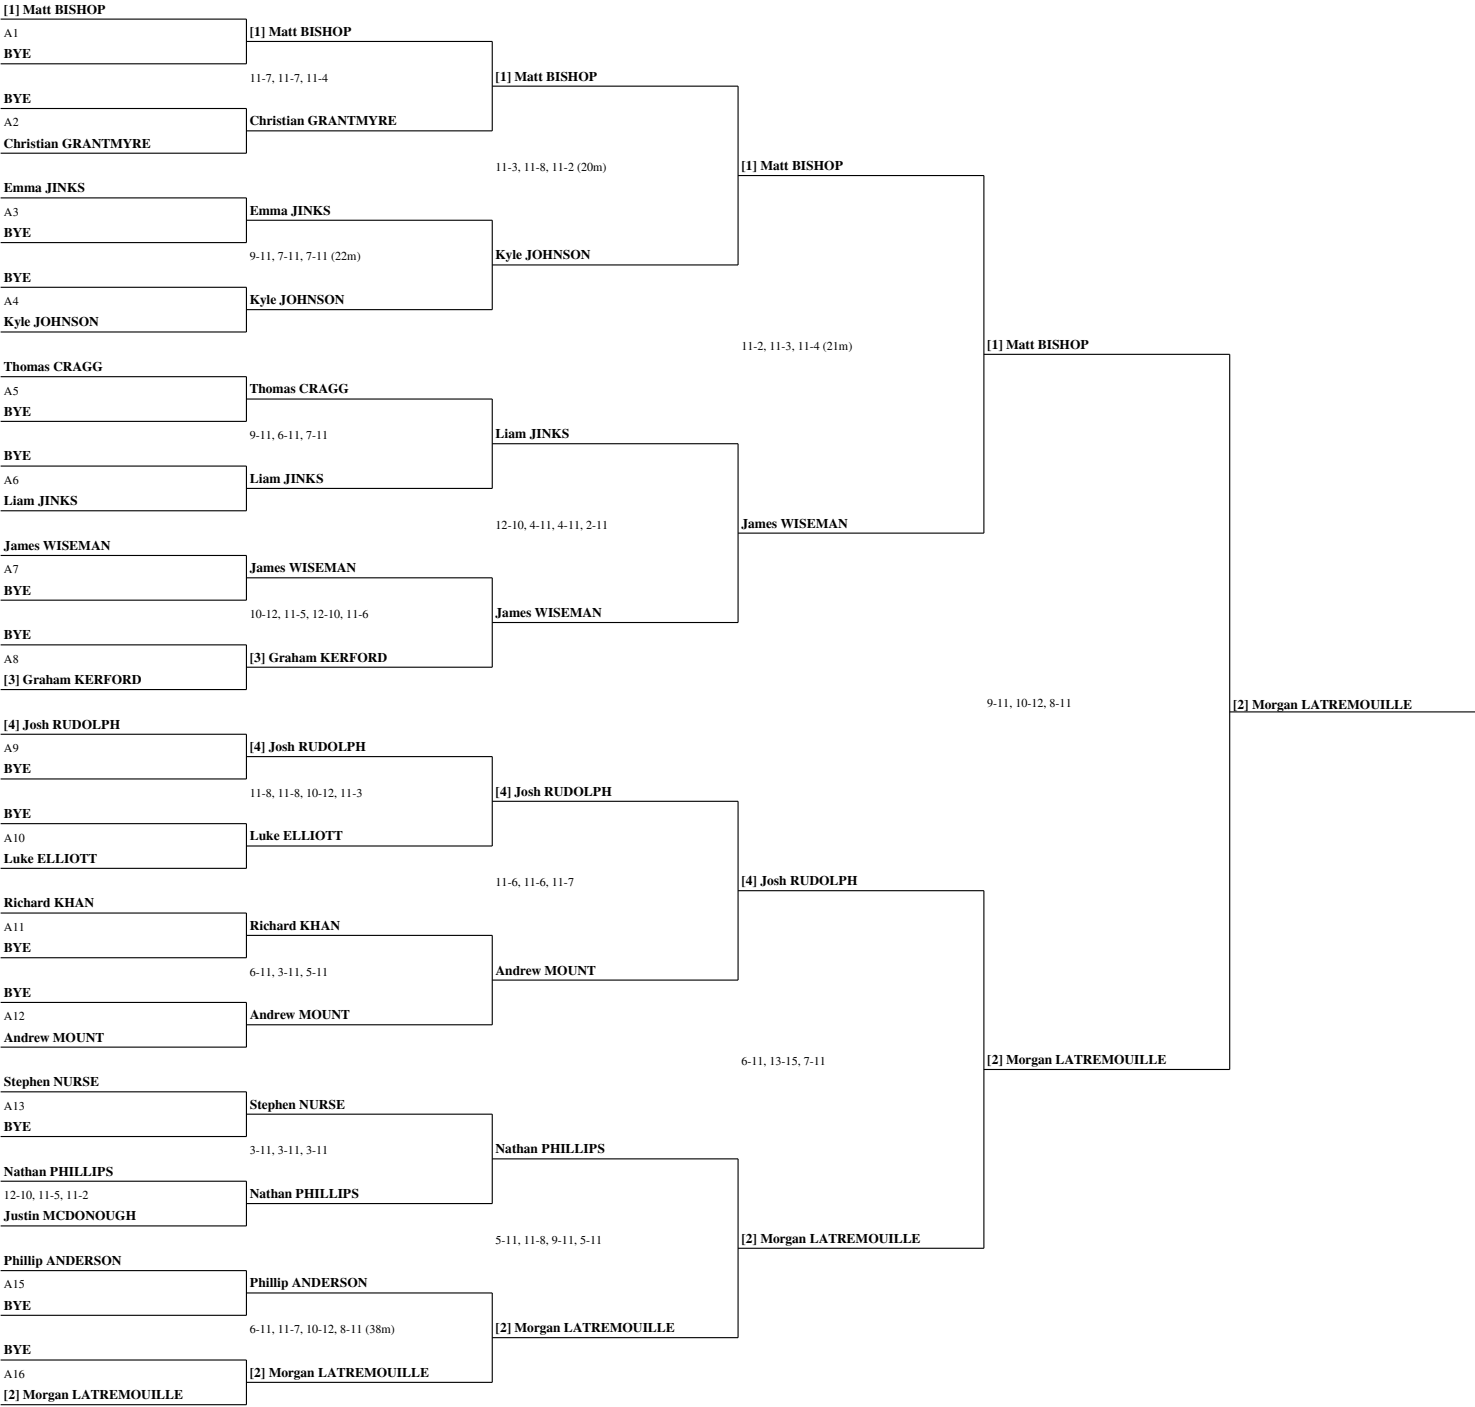 [1] Matt BISHOP
A1
BYE
BYE
A2
Christian GRANTMYRE
Emma JINKS
A3
BYE
BYE
A4
Kyle JOHNSON
Thomas CRAGG
A5
BYE
BYE
A6
Liam JINKS
James WISEMAN
A7
BYE
BYE
A8
[3] Graham KERFORD
[4] Josh RUDOLPH
A9
BYE
BYE
A10
Luke ELLIOTT
Richard KHAN
A11
BYE
BYE
A12
Andrew MOUNT
Stephen NURSE
A13
BYE
Nathan PHILLIPS
12-10, 11-5, 11-2
Justin MCDONOUGH
Phillip ANDERSON
A15
BYE
BYE
A16
[2] Morgan LATREMOUILLE
[1] Matt BISHOP
11-7, 11-7, 11-4
Christian GRANTMYRE
Emma JINKS
9-11, 7-11, 7-11 (22m)
Kyle JOHNSON
Thomas CRAGG
9-11, 6-11, 7-11
Liam JINKS
James WISEMAN
10-12, 11-5, 12-10, 11-6
[3] Graham KERFORD
[4] Josh RUDOLPH
11-8, 11-8, 10-12, 11-3
Luke ELLIOTT
Richard KHAN
6-11, 3-11, 5-11
Andrew MOUNT
Stephen NURSE
3-11, 3-11, 3-11
Nathan PHILLIPS
Phillip ANDERSON
6-11, 11-7, 10-12, 8-11 (38m)
[2] Morgan LATREMOUILLE
[1] Matt BISHOP
11-3, 11-8, 11-2 (20m)
Kyle JOHNSON
Liam JINKS
12-10, 4-11, 4-11, 2-11
James WISEMAN
[4] Josh RUDOLPH
11-6, 11-6, 11-7
Andrew MOUNT
Nathan PHILLIPS
5-11, 11-8, 9-11, 5-11
[2] Morgan LATREMOUILLE
[1] Matt BISHOP
11-2, 11-3, 11-4 (21m)
James WISEMAN
[4] Josh RUDOLPH
6-11, 13-15, 7-11
[2] Morgan LATREMOUILLE
[1] Matt BISHOP
9-11, 10-12, 8-11
[2] Morgan LATREMOUILLE
[2] Morgan LATREMOUILLE